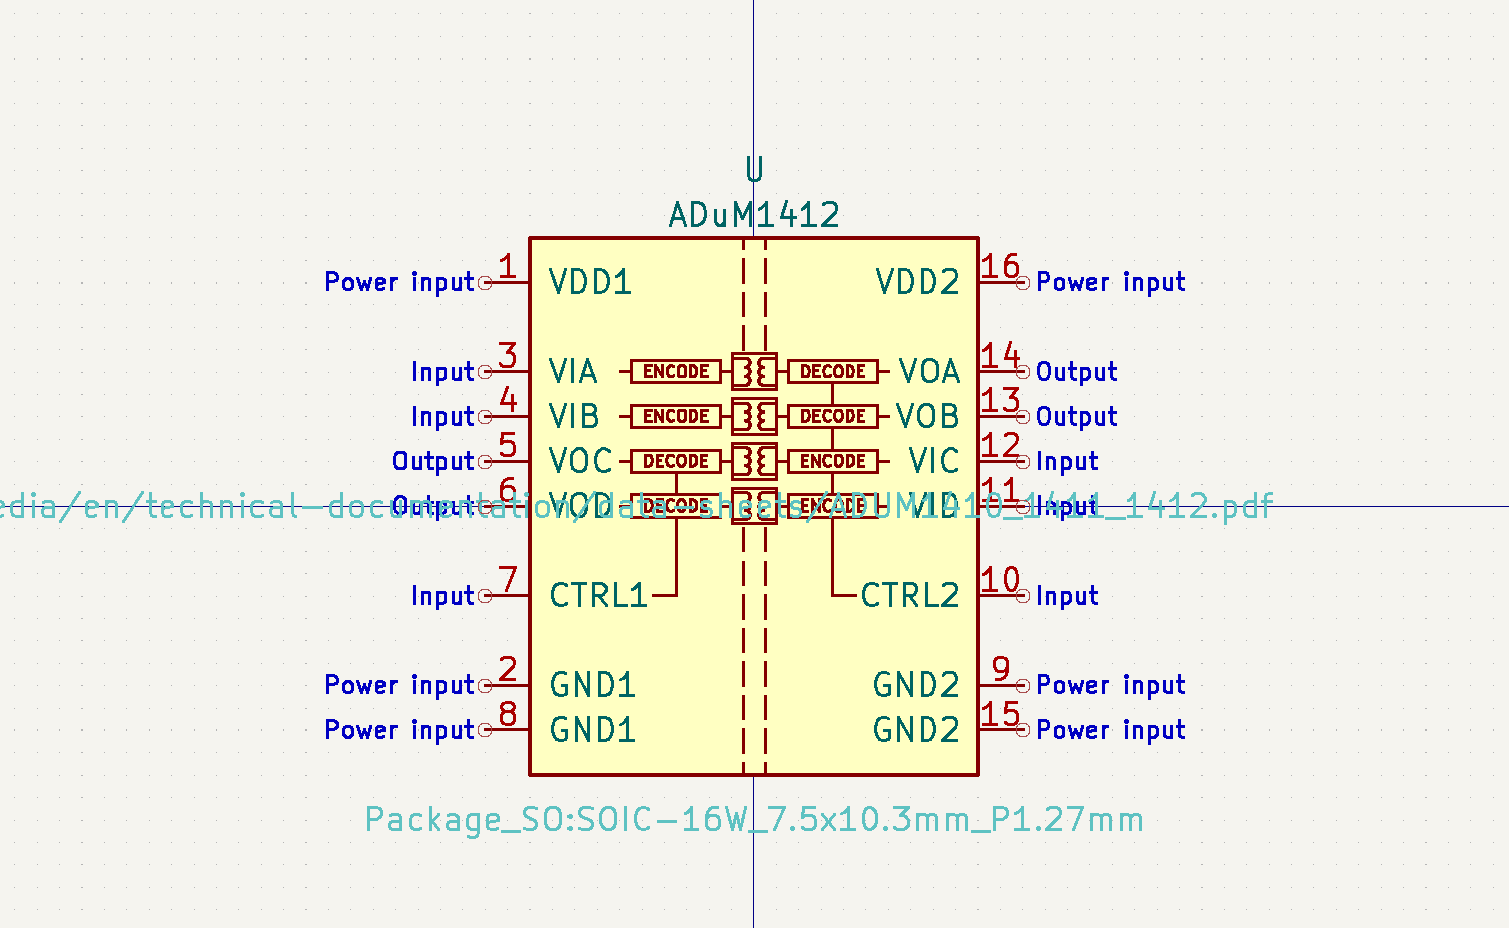 U
ADuM1412
Power input 1 VDD1 VDD2 16 Power input
Input 3 VIA ENCODE DECODE VOA 14 Output
Input 4 VIB ENCODE DECODE VOB 13 Output
Output 5 VOC DECODE ENCODE VIC 12 Input
Output 6 VOD DECODE ENCODE VID 11 Input
edia/en/technical-documentation/data-sheets/ADUM1410_1411_1412.pdf
Input 7 CTRL1 CTRL2 10 Input
Power input 2 GND1 GND2 9 Power input
Power input 8 GND1 GND2 15 Power input
Package_SO:SOIC-16W_7.5x10.3mm_P1.27mm